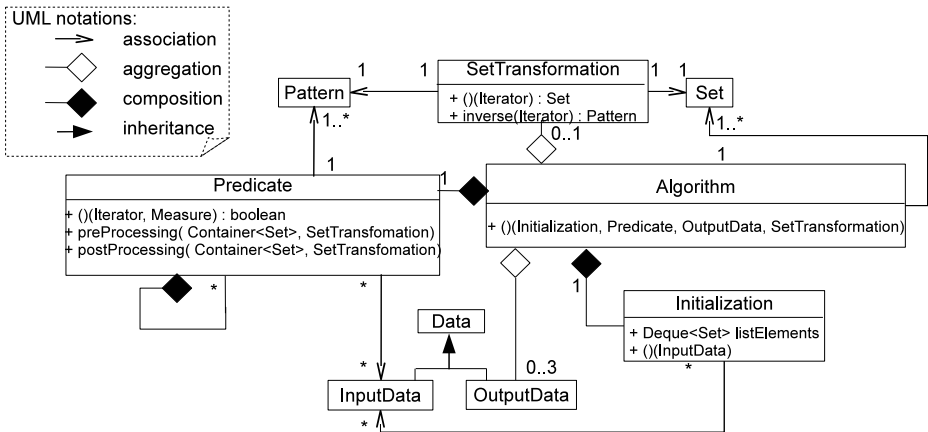 UML notations:
association
aggregation
composition
inheritance
Pattern
1
1
SetTransformation
+ ()(Iterator) : Set
+ inverse(Iterator) : Pattern
1
1
Set
1..*
1
0..1
1..*
1
Predicate
+ ()(Iterator, Measure) : boolean
+ preProcessing( Container<Set>, SetTransfomation)
+ postProcessing( Container<Set>, SetTransformation)
1
Algorithm
+ ()(Initialization, Predicate, OutputData, SetTransformation)
*
*
1
Initialization
+ Deque<Set> listElements
+ ()(InputData)
*
Data
*
0..3
InputData
OutputData
*